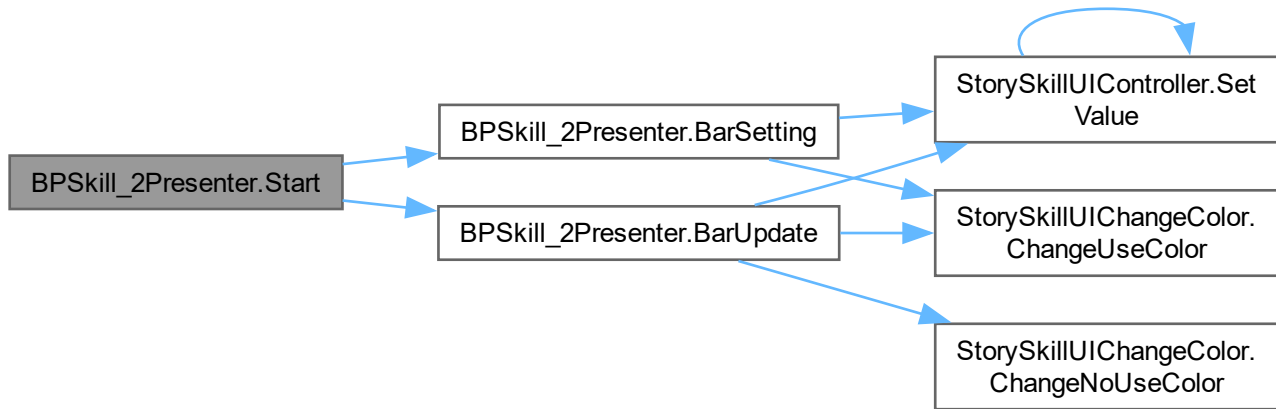 BPSkill_2Presenter.Start
BPSkill_2Presenter.BarSetting
BPSkill_2Presenter.BarUpdate
StorySkillUIController.Set
Value
StorySkillUIChangeColor.
ChangeUseColor
StorySkillUIChangeColor.
ChangeNoUseColor